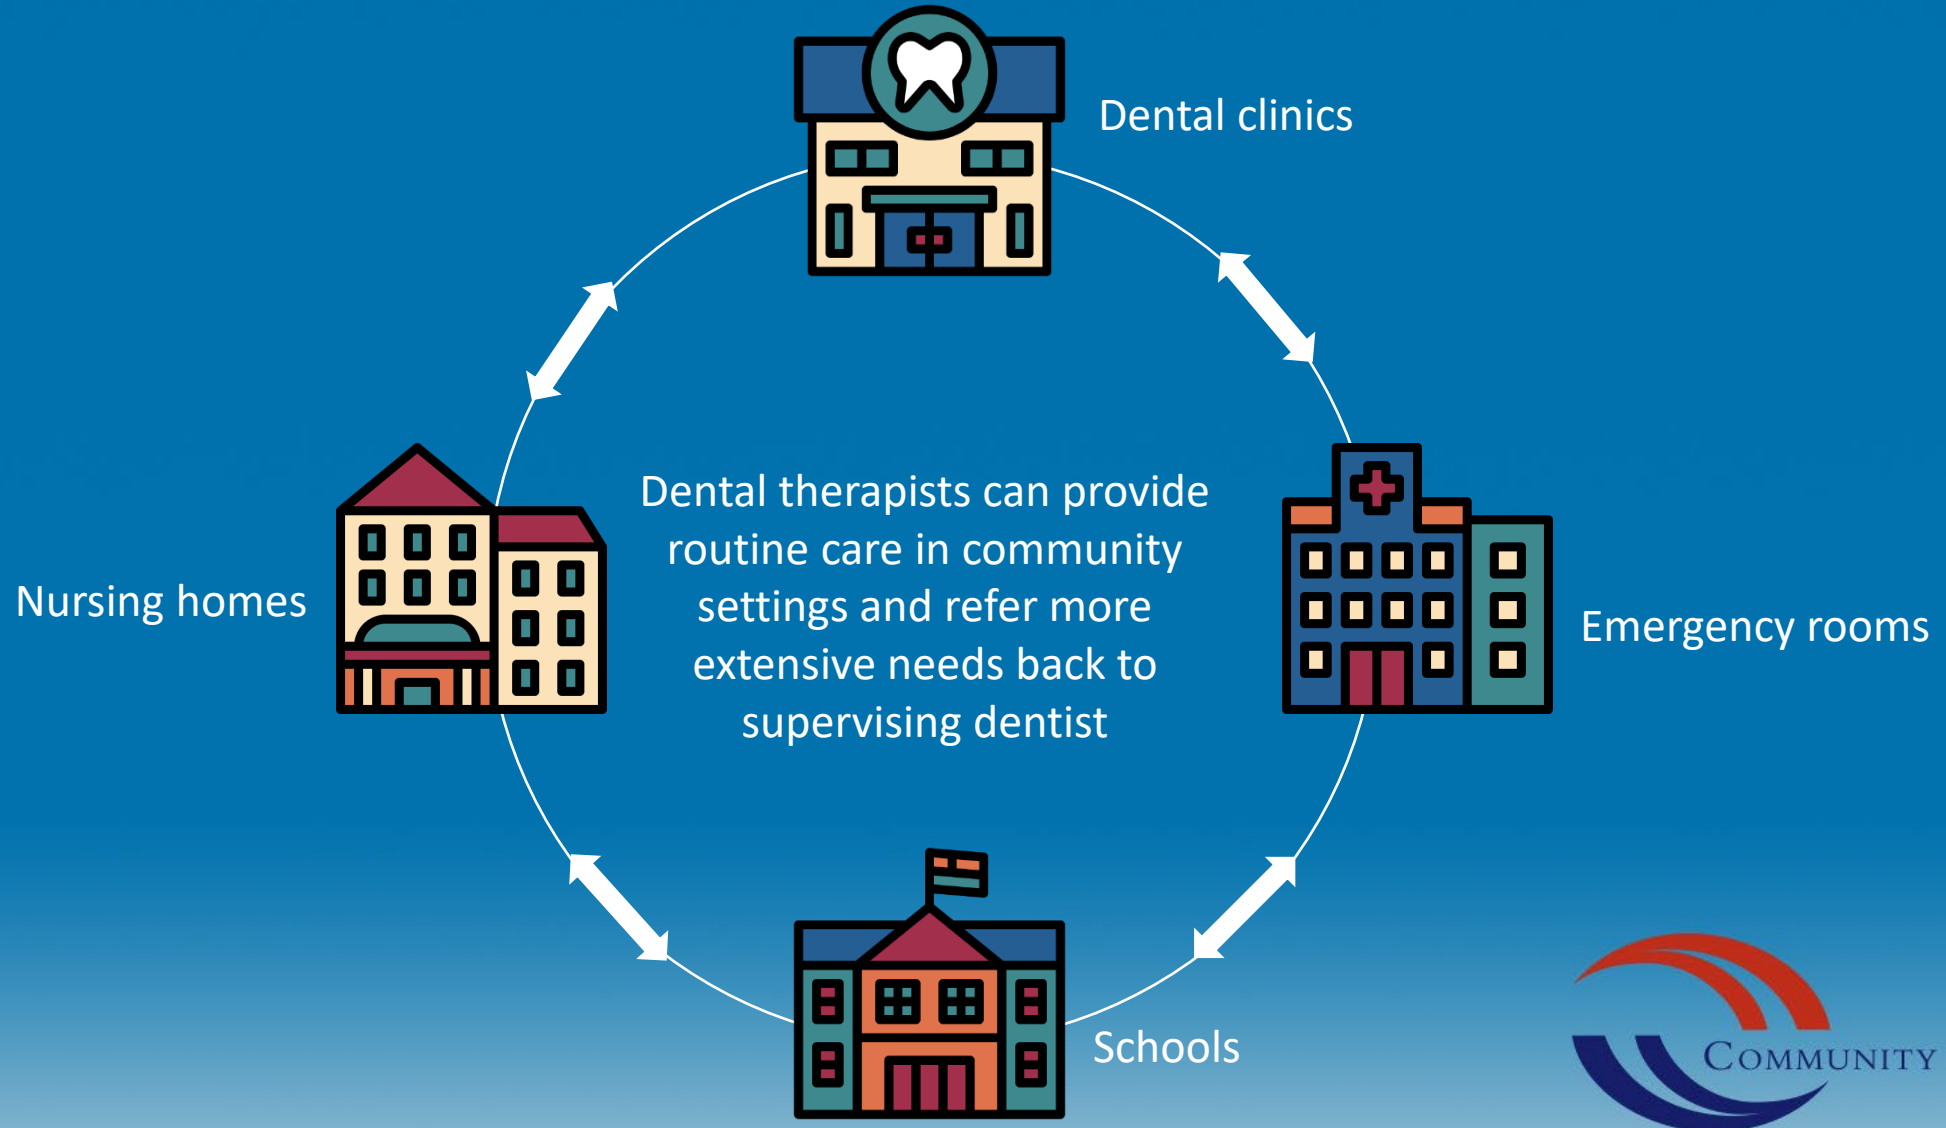 Dental clinics
Dental therapists can provide
routine care in community
settings and refer more
extensive needs back to
supervising dentist
Nursing homes
Emergency rooms
Schools
COMMUNITY